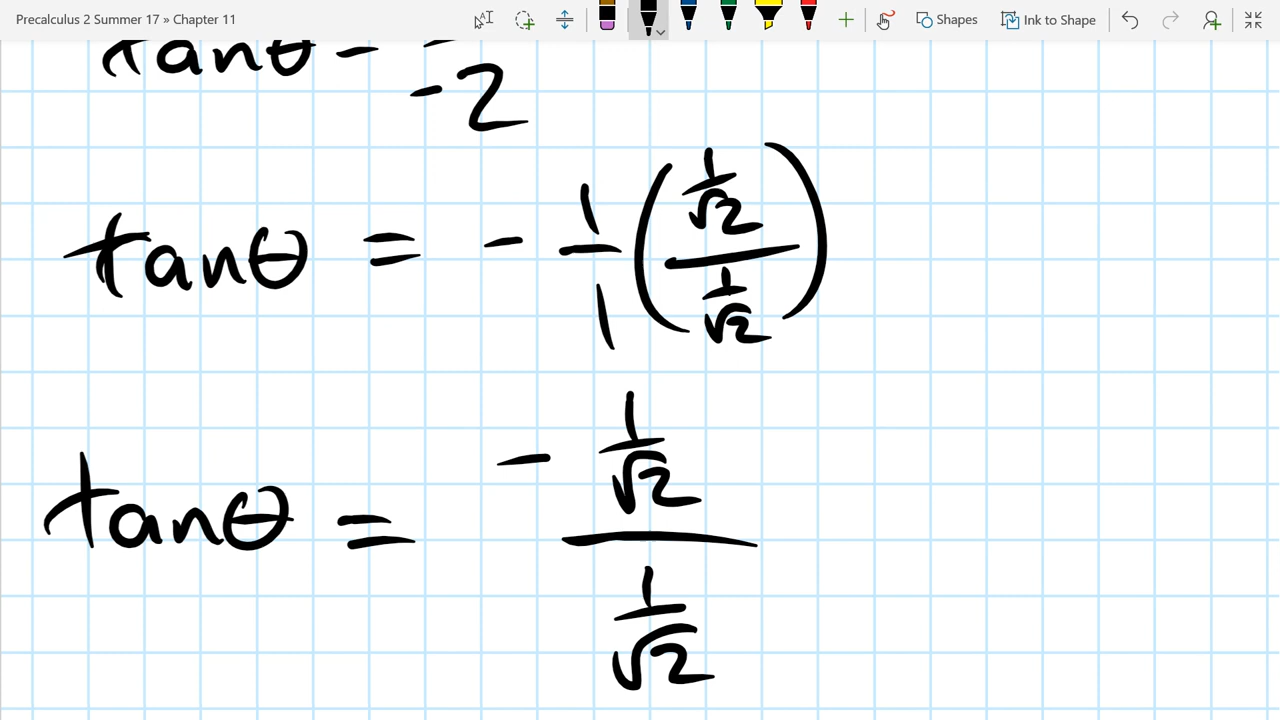 Precalculus 2 Summer 17 » Chapter 11
Shapes
Ink to Shape
tanθ =
-2
tanθ = - 1/1 ( (1/√2) / (1/√2) )
tanθ = (- 1/√2) / (1/√2)